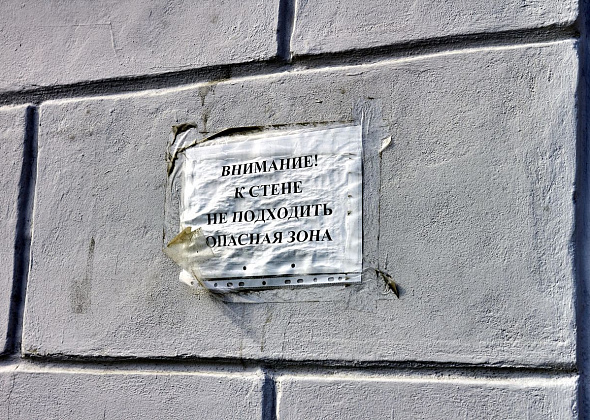 ВНИМАНИЕ!
К СТЕНЕ
НЕ ПОДХОДИТЬ
ОПАСНАЯ ЗОНА